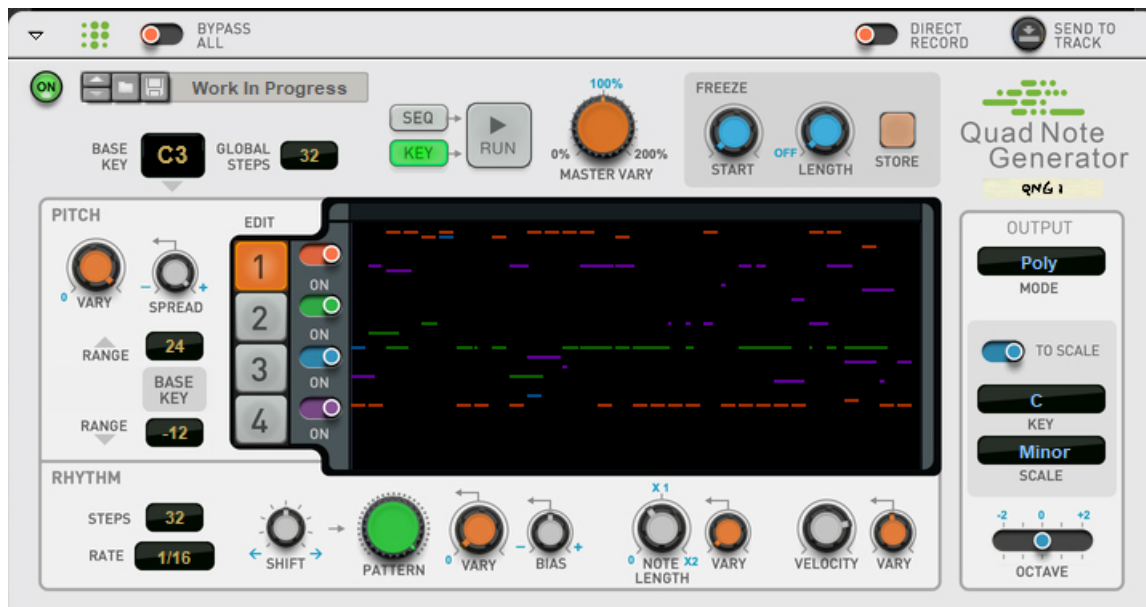 BYPASS
ALL
DIRECT
RECORD
SEND TO
TRACK
ON
Work In Progress
BASE
KEY
C3
GLOBAL
STEPS
32
SEQ
KEY
RUN
100%
0%
200%
MASTER VARY
FREEZE
START
OFF
LENGTH
STORE
Quad Note
Generator
QNG 1
PITCH
0
VARY
-
+
SPREAD
RANGE
24
BASE
KEY
RANGE
-12
EDIT
1
ON
2
ON
3
ON
4
ON
OUTPUT
Poly
MODE
TO SCALE
C
KEY
Minor
SCALE
-2 0 +2
OCTAVE
RHYTHM
STEPS
32
RATE
1/16
SHIFT
PATTERN
0
VARY
-
+
BIAS
X 1
0
X2
NOTE
LENGTH
VARY
VELOCITY
VARY